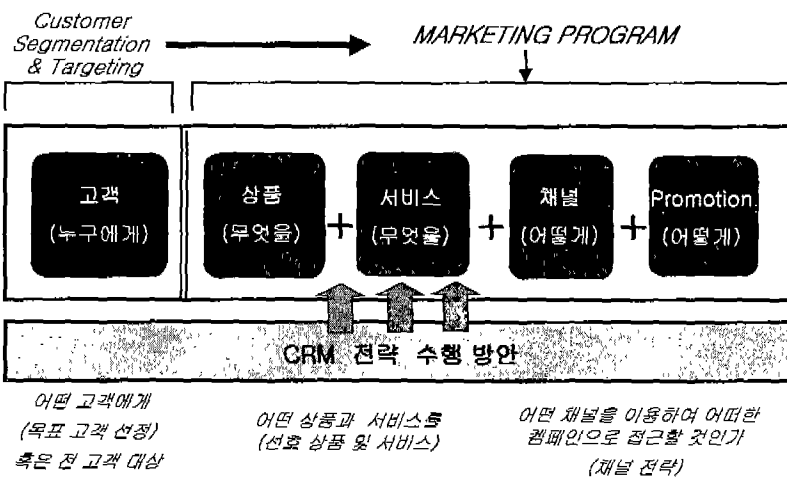 Customer
Segmentation
& Targeting
MARKETING PROGRAM
고객
(누구에게)
상품
(무엇을)
+
서비스
(무엇을)
+
채널
(어떻게)
+
Promotion
(어떻게)
CRM 전략 수행 방안
어떤 고객에게
(목표 고객 선정)
혹은 전 고객 대상
어떤 상품과 서비스를
(선호 상품 및 서비스)
어떤 채널을 이용하여 어떠한
켐페인으로 접근할 것인가
(채널 전략)